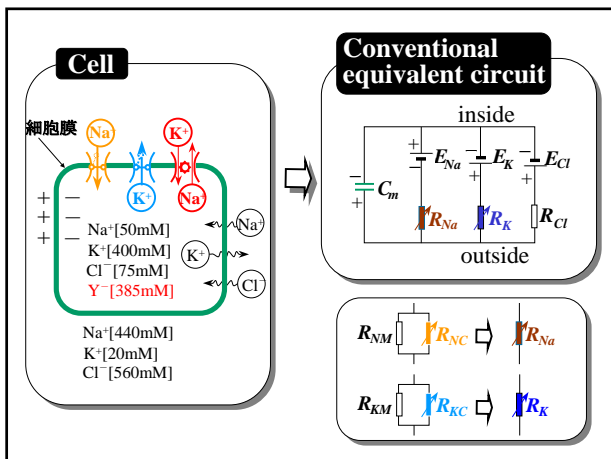 Cell
細胞膜
Na⁺
K⁺
K⁺
K⁺
Na⁺
+ −
+ −
+ −
Na⁺[50mM]
K⁺[400mM]
Cl⁻[75mM]
Y⁻[385mM]
Na⁺
K⁺
Cl⁻
Na⁺[440mM]
K⁺[20mM]
Cl⁻[560mM]
Conventional
equivalent circuit
inside
− + − −
E_Na E_K E_Cl
C_m
− + +
+
R_Na R_K R_Cl
outside
R_NM R_NC R_Na
R_KM R_KC R_K